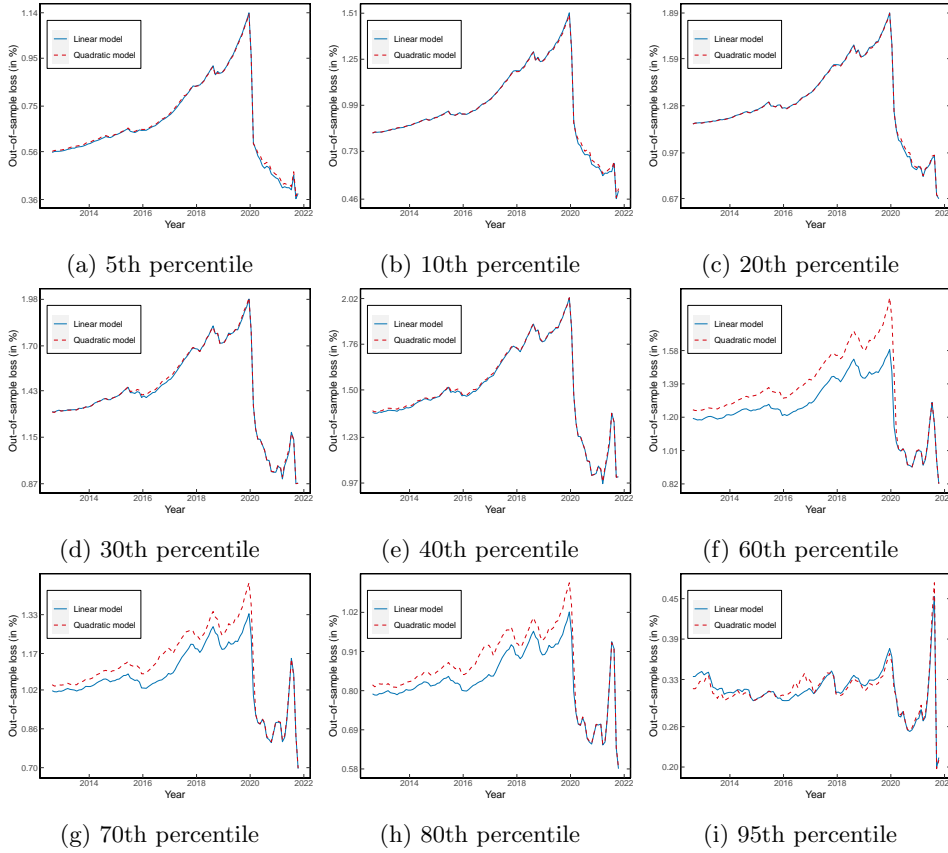 1.14
0.95
0.75
0.56
0.36
Out-of-sample loss (in %)
Linear model
Quadratic model
2014 2016 2018 2020 2022
Year
(a) 5th percentile
1.51
1.25
0.99
0.73
0.46
Out-of-sample loss (in %)
Linear model
Quadratic model
2014 2016 2018 2020 2022
Year
(b) 10th percentile
1.89
1.59
1.28
0.97
0.67
Out-of-sample loss (in %)
Linear model
Quadratic model
2014 2016 2018 2020 2022
Year
(c) 20th percentile
1.98
1.70
1.43
1.15
0.87
Out-of-sample loss (in %)
Linear model
Quadratic model
2014 2016 2018 2020 2022
Year
(d) 30th percentile
2.02
1.76
1.50
1.23
0.97
Out-of-sample loss (in %)
Linear model
Quadratic model
2014 2016 2018 2020 2022
Year
(e) 40th percentile
1.58
1.39
1.20
1.01
0.82
Out-of-sample loss (in %)
Linear model
Quadratic model
2014 2016 2018 2020 2022
Year
(f) 60th percentile
1.33
1.17
1.02
0.86
0.70
Out-of-sample loss (in %)
Linear model
Quadratic model
2014 2016 2018 2020 2022
Year
(g) 70th percentile
1.02
0.91
0.80
0.69
0.58
Out-of-sample loss (in %)
Linear model
Quadratic model
2014 2016 2018 2020 2022
Year
(h) 80th percentile
0.45
0.39
0.33
0.26
0.20
Out-of-sample loss (in %)
Linear model
Quadratic model
2014 2016 2018 2020 2022
Year
(i) 95th percentile